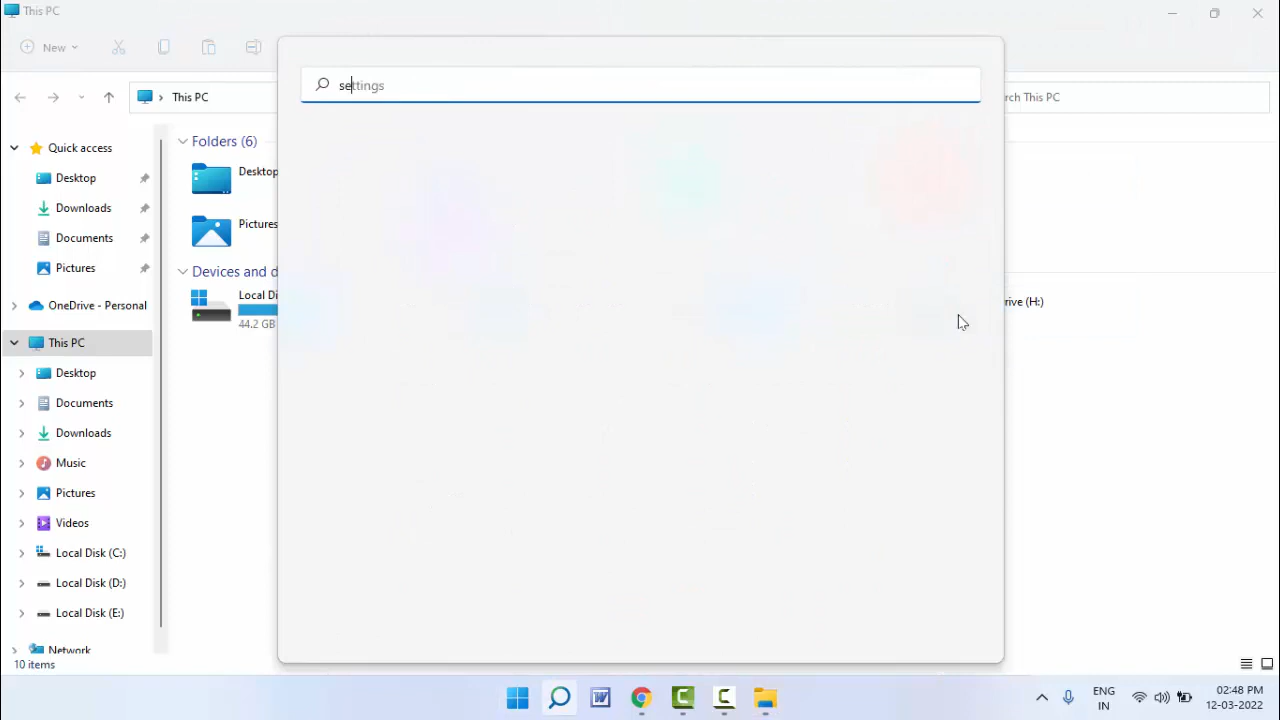 This PC
New
settings
This PC
rch This PC
Quick access
Desktop
Downloads
Documents
Pictures
OneDrive - Personal
This PC
Desktop
Documents
Downloads
Music
Pictures
Videos
Local Disk (C:)
Local Disk (D:)
Local Disk (E:)
Network
Folders (6)
Desktop
Pictures
Devices and d
Local Di
44.2 GB
rive (H:)
10 items
ENG
IN
02:48 PM
12-03-2022